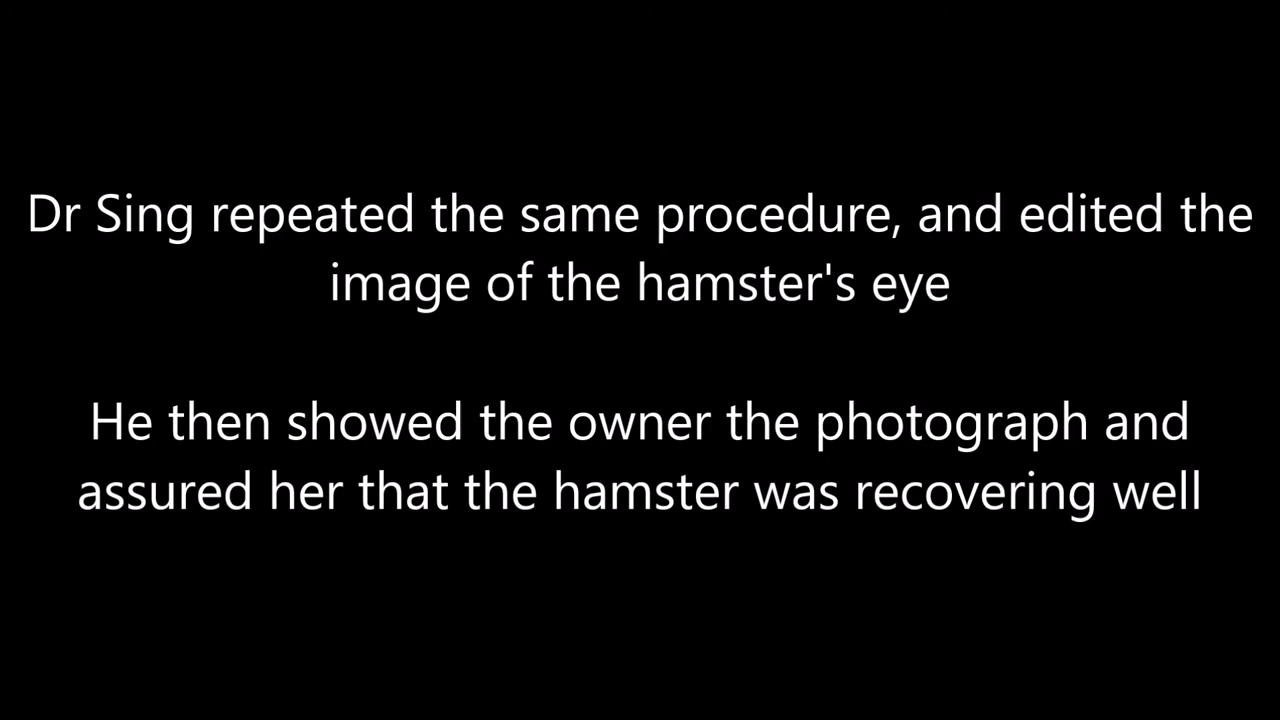 Dr Sing repeated the same procedure, and edited the
image of the hamster's eye
He then showed the owner the photograph and
assured her that the hamster was recovering well